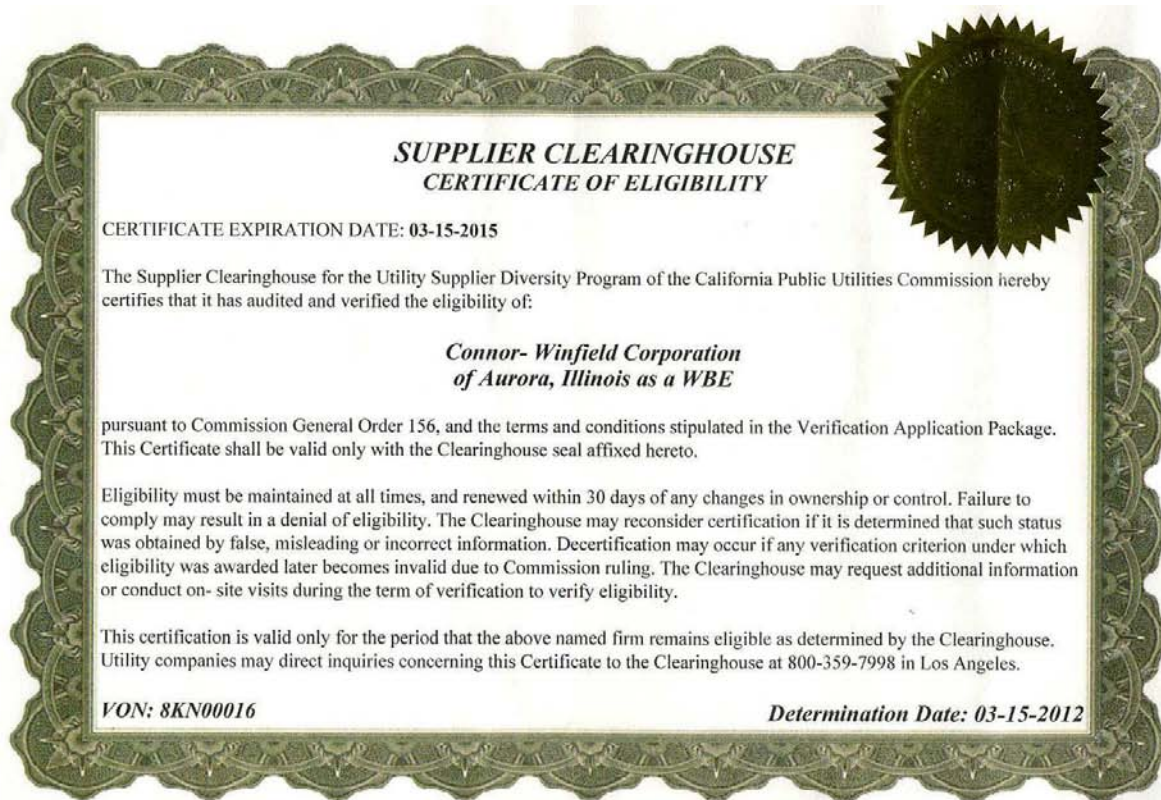 SUPPLIER CLEARINGHOUSE
CERTIFICATE OF ELIGIBILITY
CERTIFICATE EXPIRATION DATE: 03-15-2015
The Supplier Clearinghouse for the Utility Supplier Diversity Program of the California Public Utilities Commission hereby
certifies that it has audited and verified the eligibility of:
Connor- Winfield Corporation
of Aurora, Illinois as a WBE
pursuant to Commission General Order 156, and the terms and conditions stipulated in the Verification Application Package.
This Certificate shall be valid only with the Clearinghouse seal affixed hereto.
Eligibility must be maintained at all times, and renewed within 30 days of any changes in ownership or control. Failure to
comply may result in a denial of eligibility. The Clearinghouse may reconsider certification if it is determined that such status
was obtained by false, misleading or incorrect information. Decertification may occur if any verification criterion under which
eligibility was awarded later becomes invalid due to Commission ruling. The Clearinghouse may request additional information
or conduct on- site visits during the term of verification to verify eligibility.
This certification is valid only for the period that the above named firm remains eligible as determined by the Clearinghouse.
Utility companies may direct inquiries concerning this Certificate to the Clearinghouse at 800-359-7998 in Los Angeles.
VON: 8KN00016
Determination Date: 03-15-2012